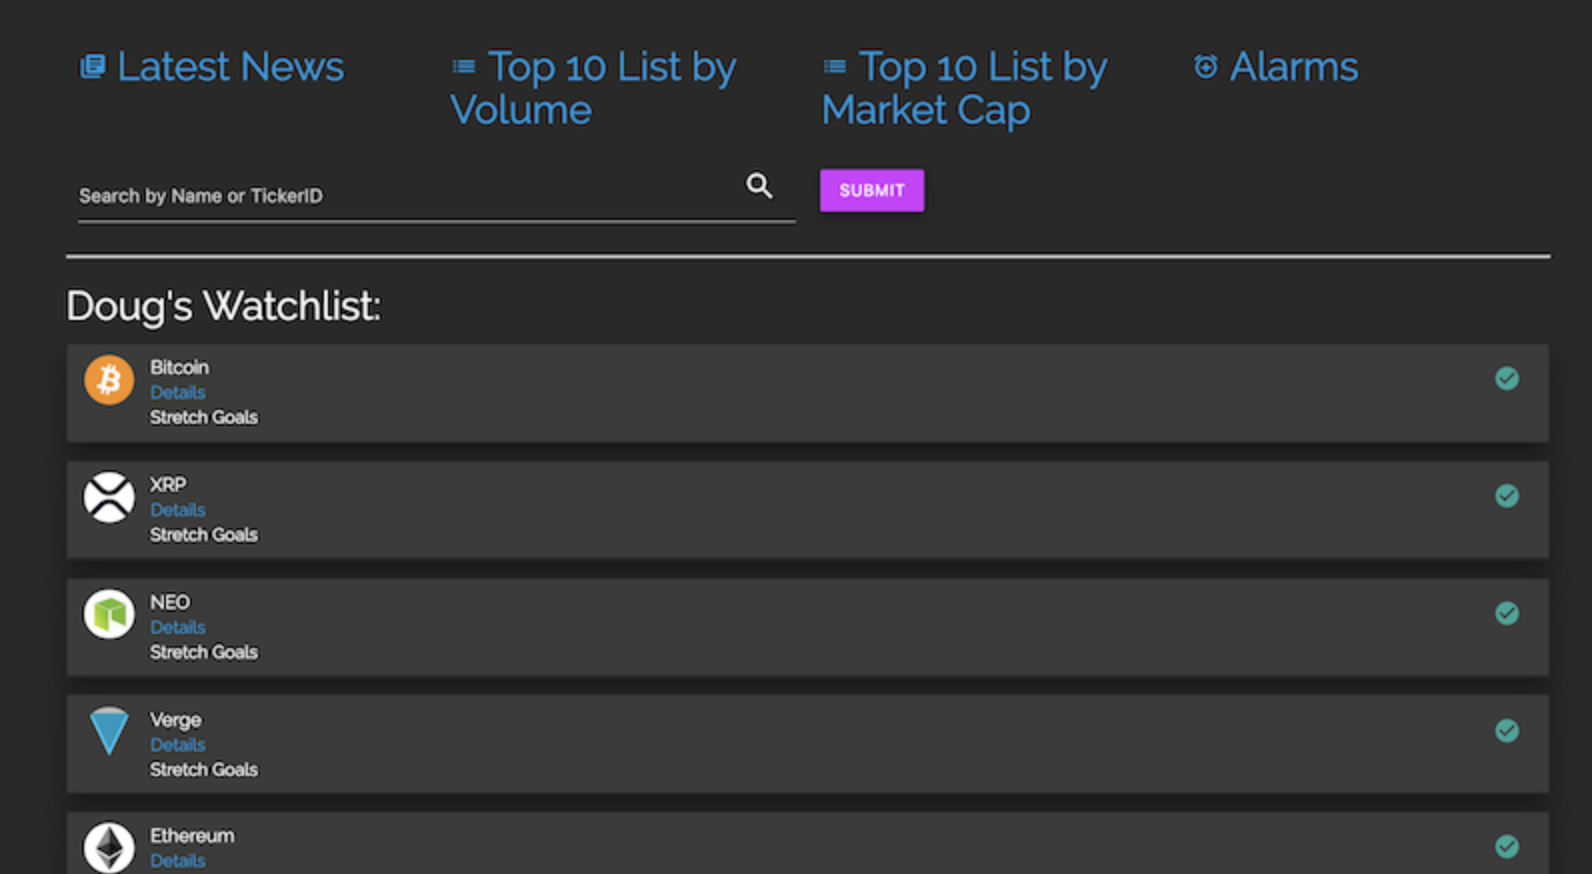 Latest News
Top 10 List by
Volume
Top 10 List by
Market Cap
Alarms
Search by Name or TickerID
SUBMIT
Doug's Watchlist:
Bitcoin
Details
Stretch Goals
XRP
Details
Stretch Goals
NEO
Details
Stretch Goals
Verge
Details
Stretch Goals
Ethereum
Details